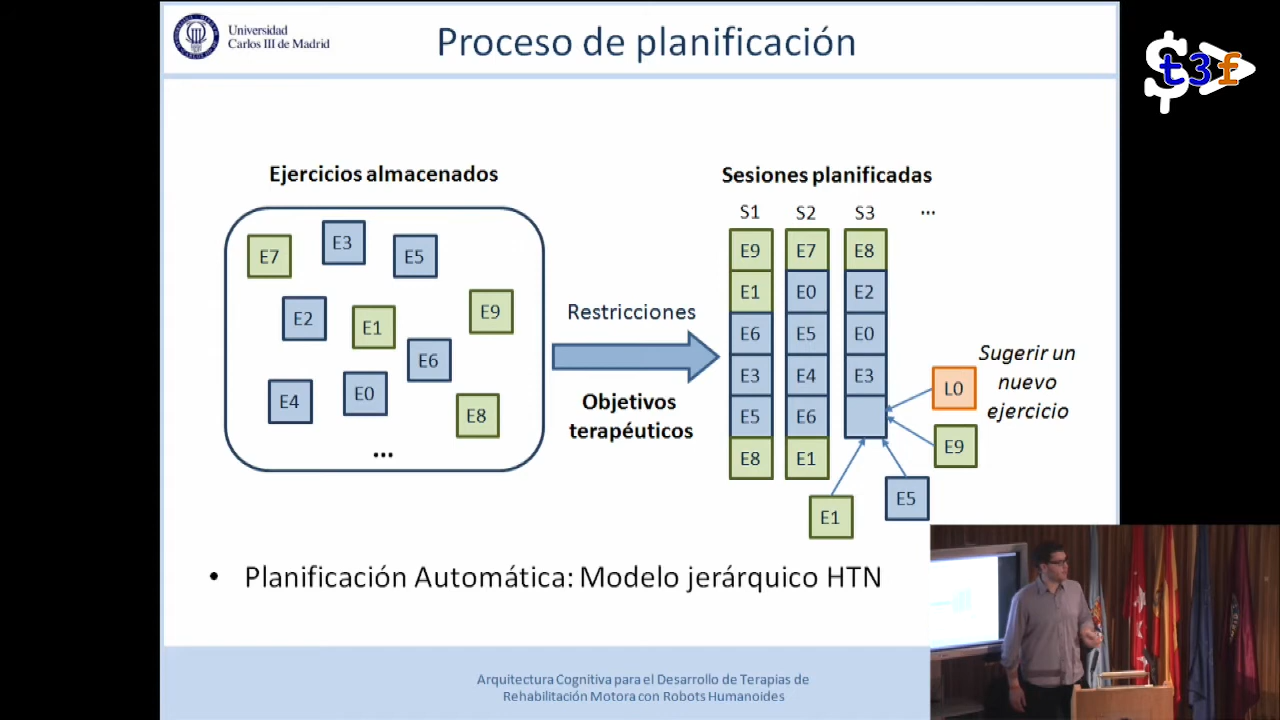 Universidad
Carlos III de Madrid
Proceso de planificación
t3f
Ejercicios almacenados
E7
E3
E5
E2
E1
E9
E6
E4
E0
E8
...
Restricciones
Objetivos
terapéuticos
Sesiones planificadas
S1 S2 S3 ...
E9 E7 E8
E1 E0 E2
E6 E5 E0
E3 E4 E3
E5 E6
E8 E1
Sugerir un
nuevo
ejercicio
L0
E9
E5
E1
• Planificación Automática: Modelo jerárquico HTN
Arquitectura Cognitiva para el Desarrollo de Terapias de
Rehabilitación Motora con Robots Humanoides